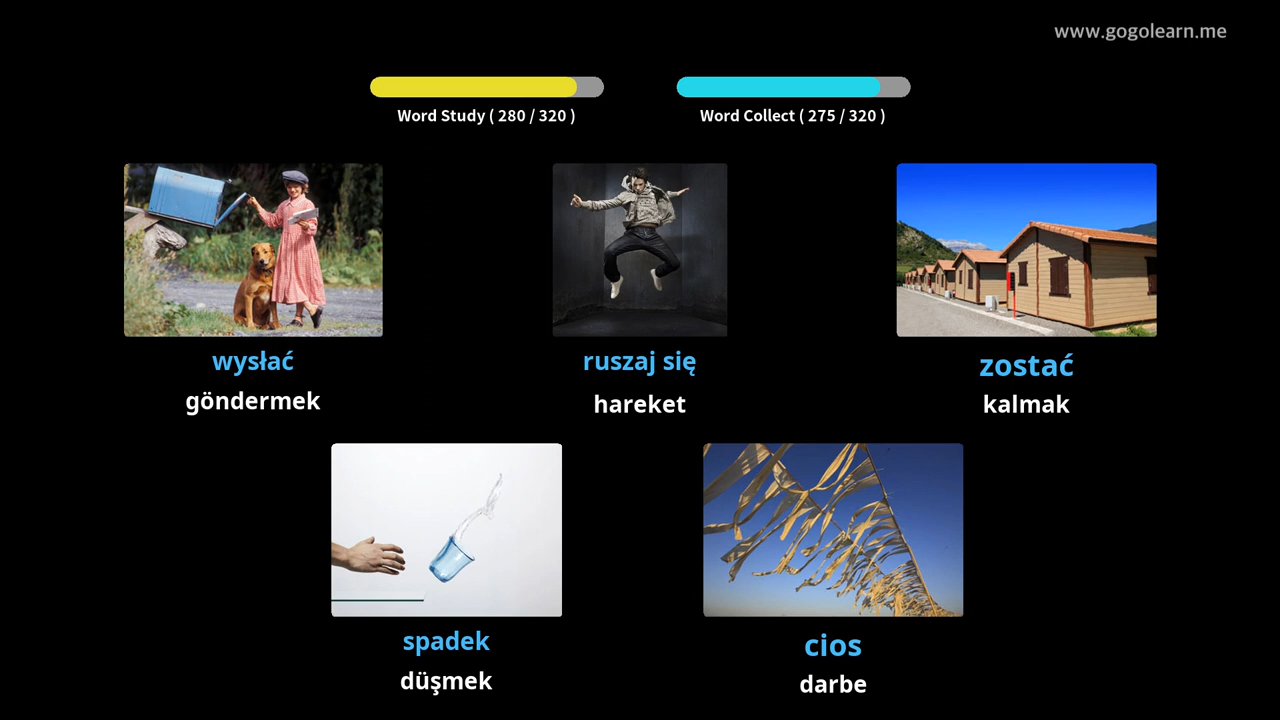 www.gogolearn.me
Word Study ( 280 / 320 )
Word Collect ( 275 / 320 )
wysłać
göndermek
ruszaj się
hareket
zostać
kalmak
spadek
düşmek
cios
darbe